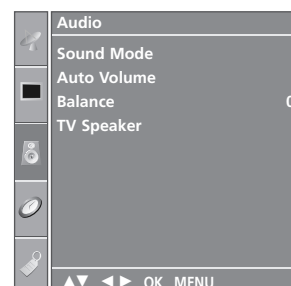 Audio
Sound Mode
Auto Volume
Balance 0
TV Speaker
▲▼ ◄ ► OK MENU